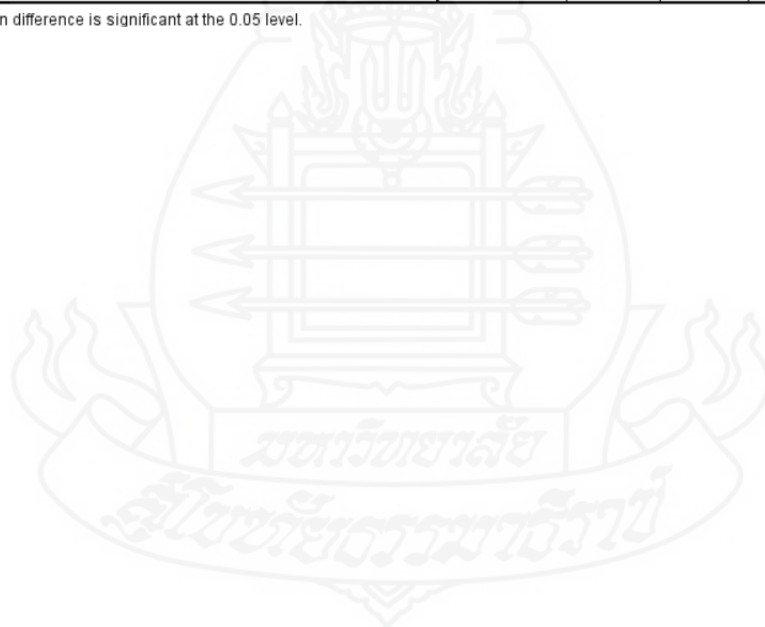 n difference is significant at the 0.05 level.
มหาวิทยาลัย
สุโขทัยธรรมาธิราช